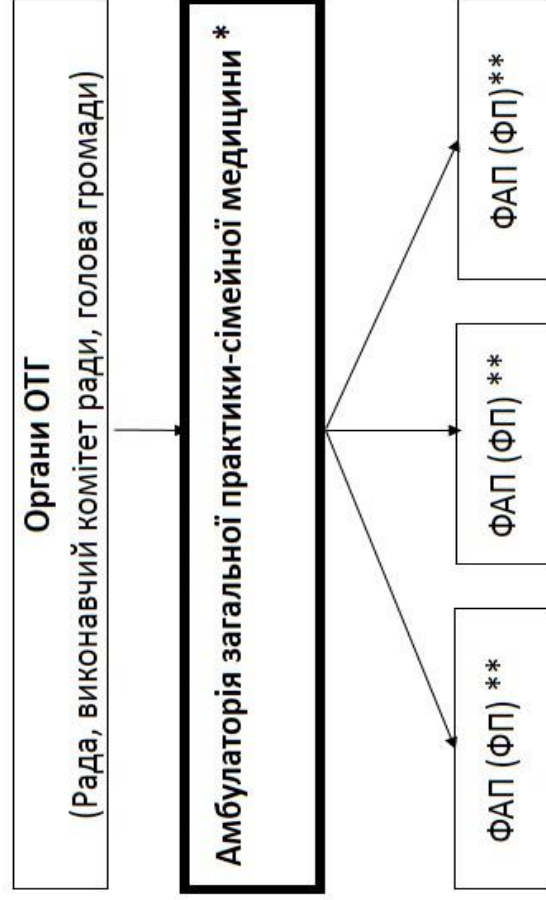 Органи ОТГ
(Рада, виконавчий комітет ради, голова громади)
Амбулаторія загальної практики-сімейної медицини *
ФАП (ФП) **
ФАП (ФП) **
ФАП (ФП)**